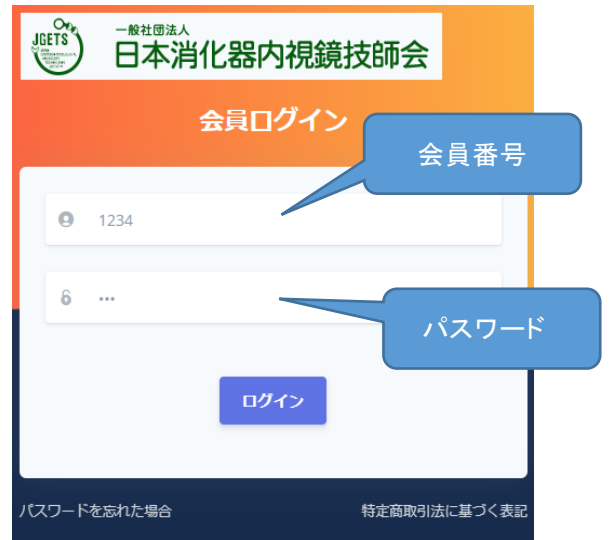 JGETS
一般社団法人
日本消化器内視鏡技師会
会員ログイン
会員番号
1234
•••
パスワード
ログイン
パスワードを忘れた場合
特定商取引法に基づく表記